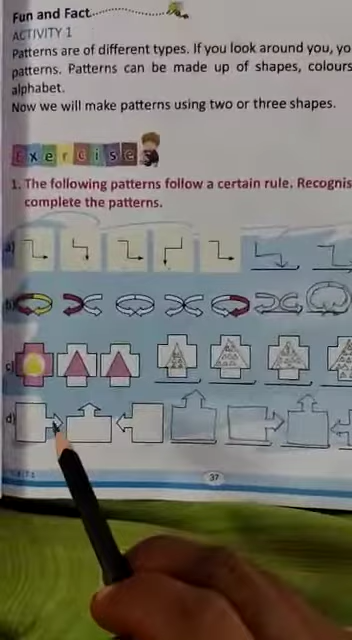 Fun and Fact
ACTIVITY 1
Patterns are of different types. If you look around you, yo
patterns. Patterns can be made up of shapes, colours
alphabet.
Now we will make patterns using two or three shapes.
Exercises
1. The following patterns follow a certain rule. Recognis
complete the patterns.
a)
b)
c)
d)
37